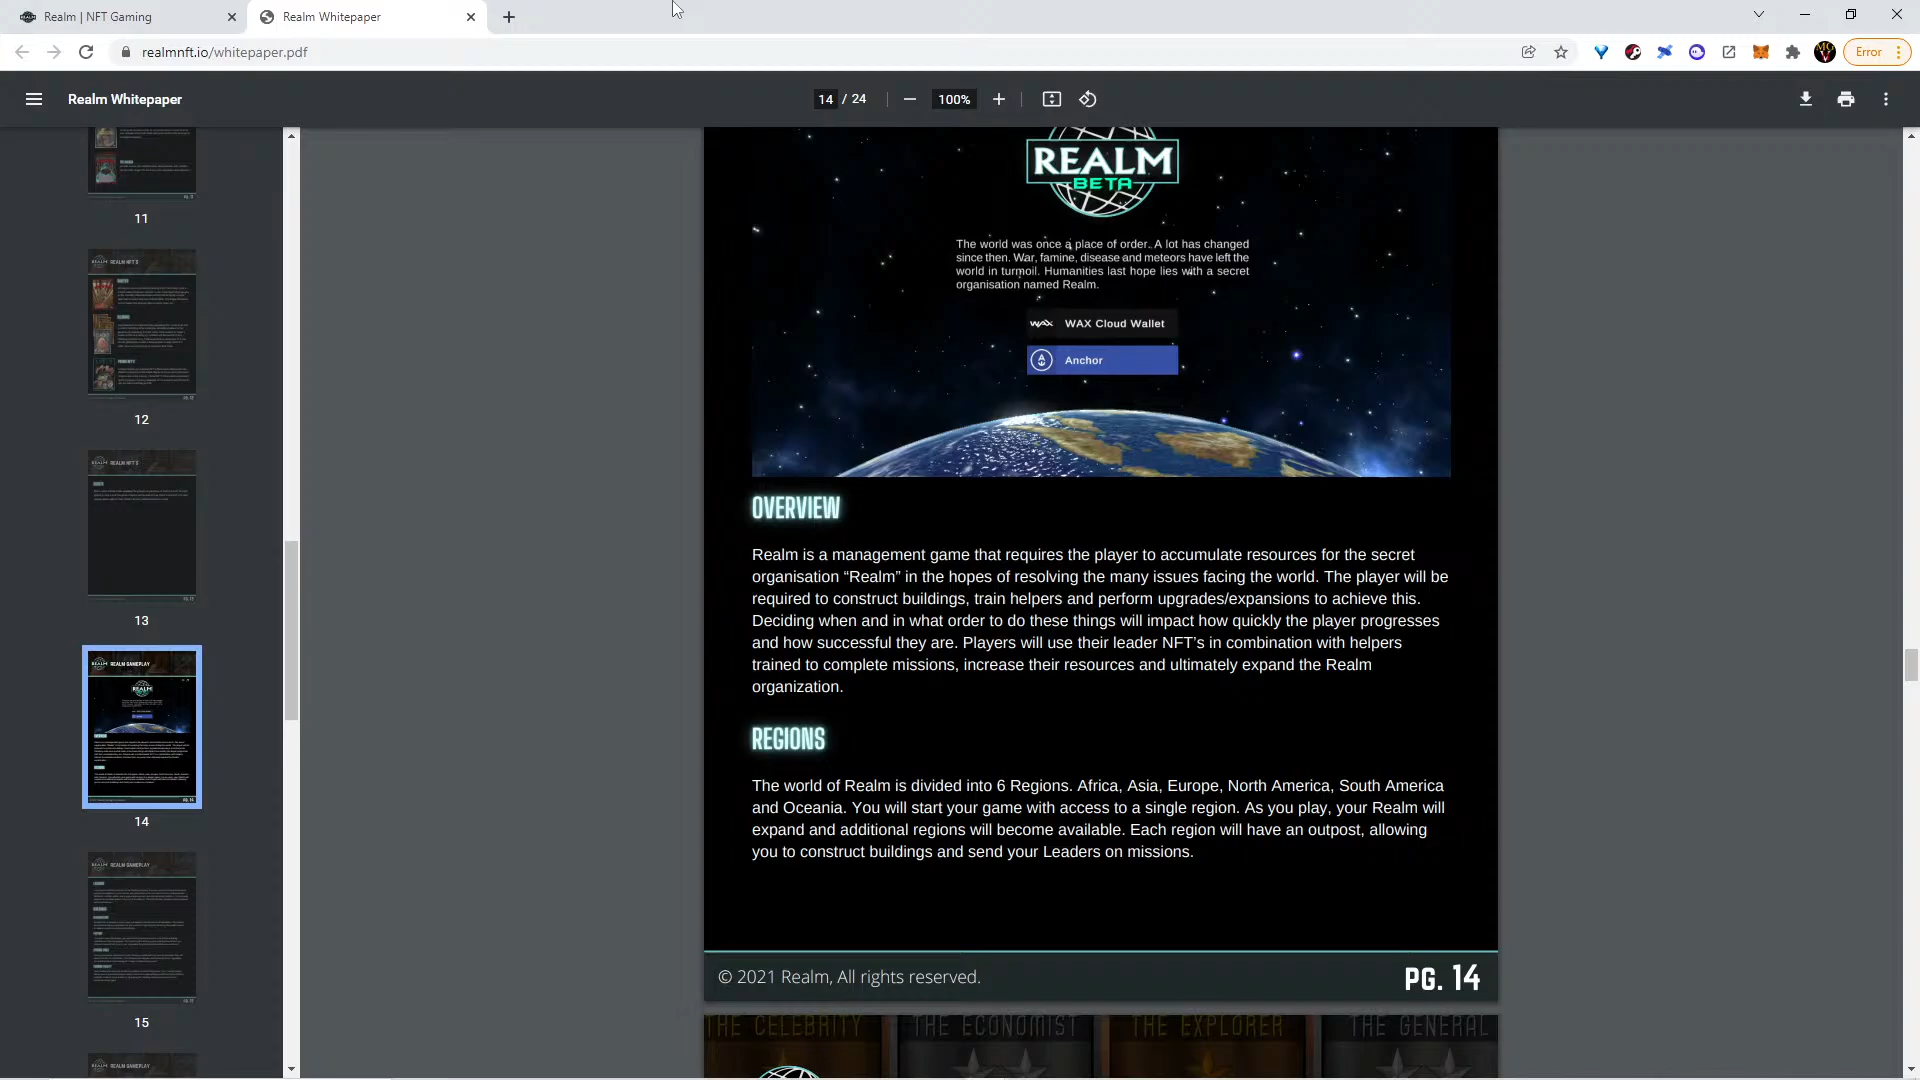 Realm | NFT Gaming
Realm Whitepaper
realmnft.io/whitepaper.pdf
Error
Realm Whitepaper
14 / 24
100%
11
REALM NFT'S
12
REALM NFT'S
13
REALM GAMEPLAY
14
REALM GAMEPLAY
15
REALM
BETA
The world was once a place of order. A lot has changed
since then. War, famine, disease and meteors have left the
world in turmoil. Humanities last hope lies with a secret
organisation named Realm.
WAX WAX Cloud Wallet
Anchor
OVERVIEW
Realm is a management game that requires the player to accumulate resources for the secret
organisation “Realm” in the hopes of resolving the many issues facing the world. The player will be
required to construct buildings, train helpers and perform upgrades/expansions to achieve this.
Deciding when and in what order to do these things will impact how quickly the player progresses
and how successful they are. Players will use their leader NFT’s in combination with helpers
trained to complete missions, increase their resources and ultimately expand the Realm
organization.
REGIONS
The world of Realm is divided into 6 Regions. Africa, Asia, Europe, North America, South America
and Oceania. You will start your game with access to a single region. As you play, your Realm will
expand and additional regions will become available. Each region will have an outpost, allowing
you to construct buildings and send your Leaders on missions.
© 2021 Realm, All rights reserved.
PG. 14
THE CELEBRITY THE ECONOMIST THE EXPLORER THE GENERAL